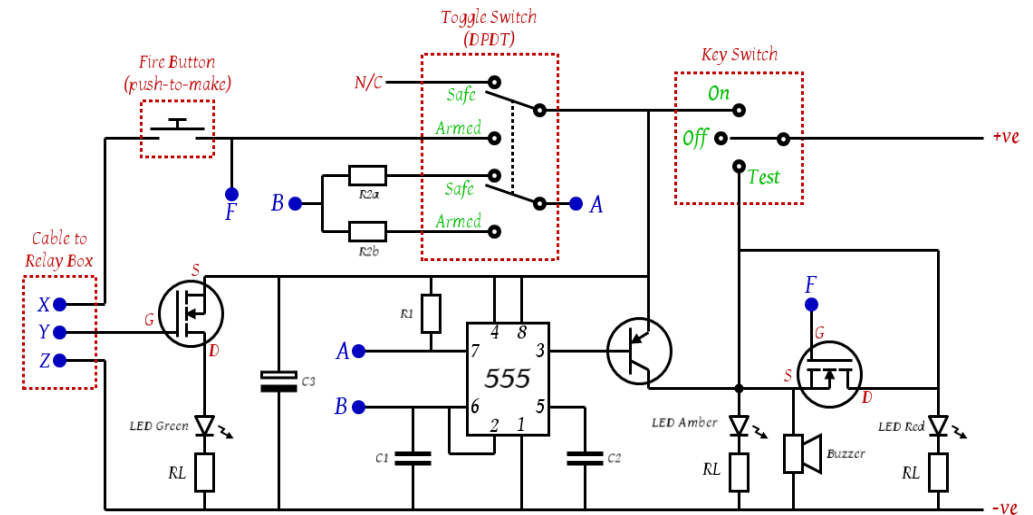 Toggle Switch
(DPDT)
Fire Button
(push-to-make)
Key Switch
N/C
Safe
On
Armed
Off
+ve
Test
B
R2a
Safe
A
F
R2b
Armed
Cable to
Relay Box
S
X
Y
G
Z
D
R1
4
8
F
G
A
7
3
555
S
D
C3
B
6
5
2
1
LED Green
LED Amber
LED Red
C1
C2
Buzzer
RL
RL
RL
-ve